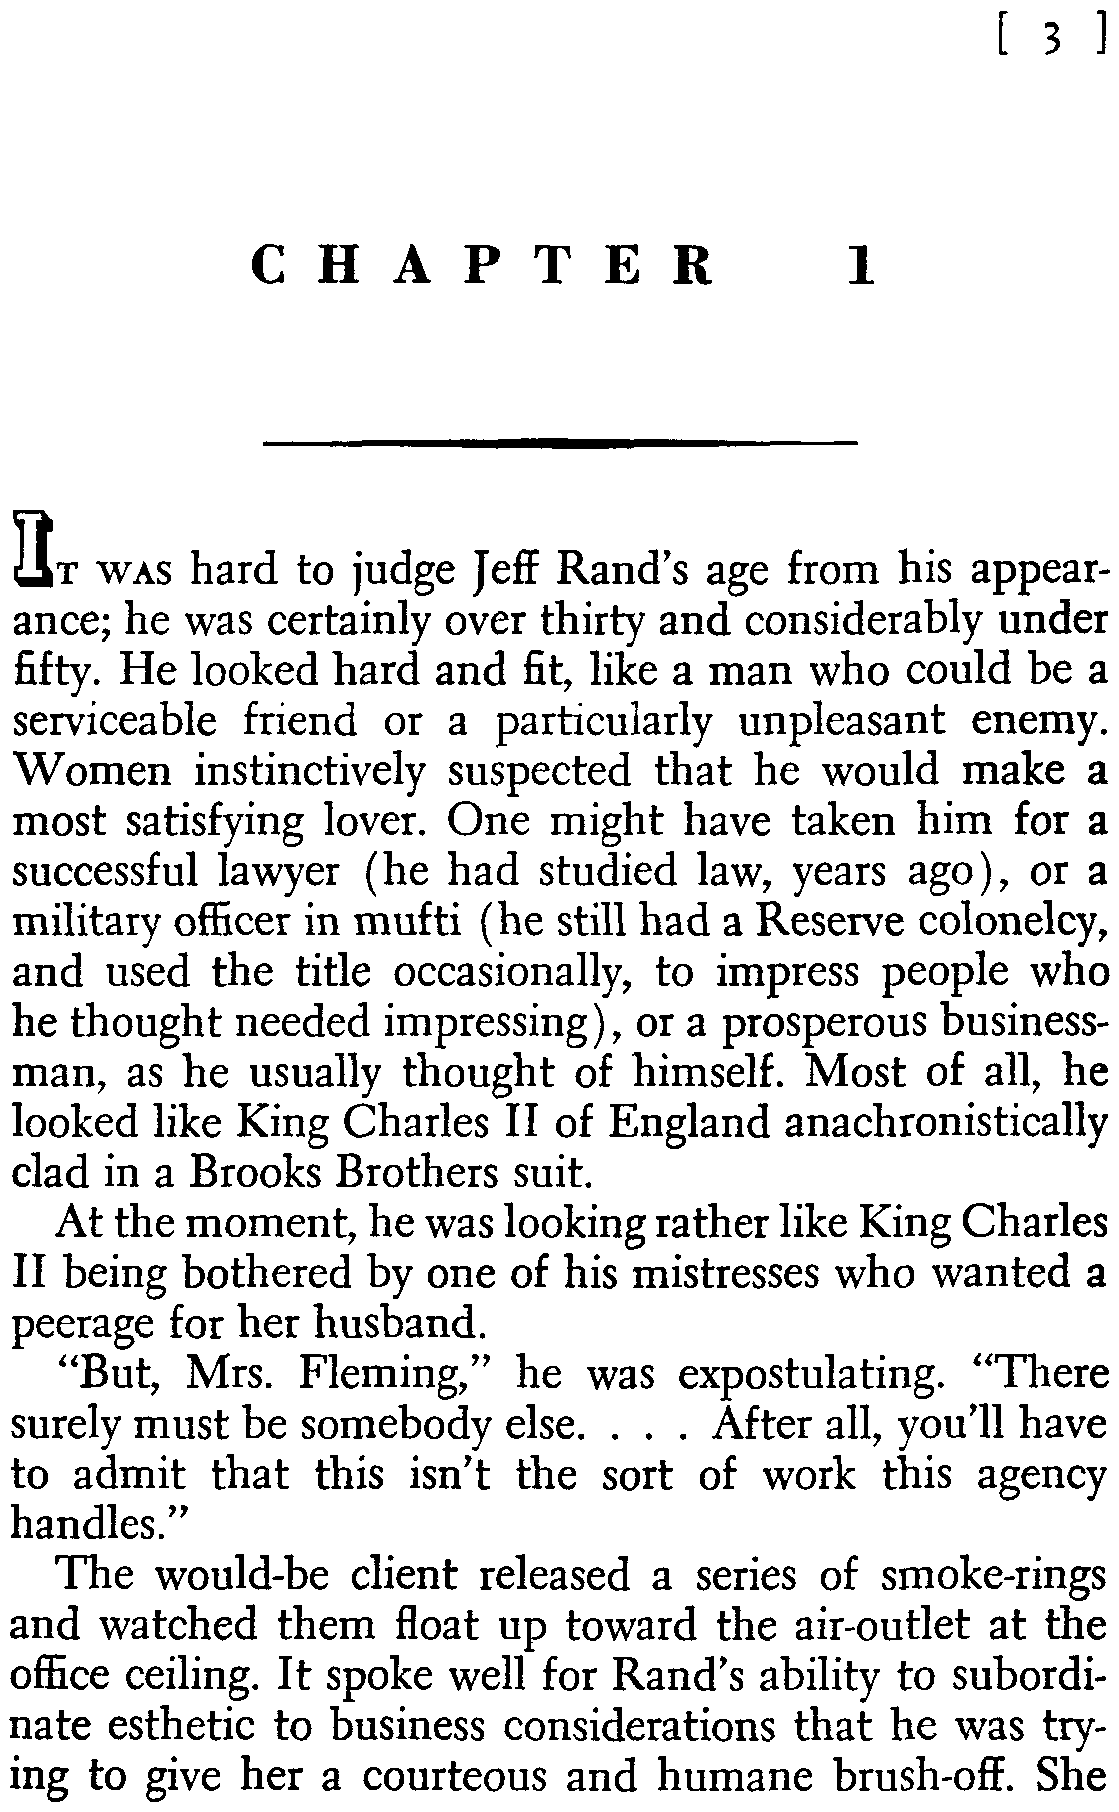 [ 3 ]
CHAPTER 1
IT WAS hard to judge Jeff Rand's age from his appear-
ance; he was certainly over thirty and considerably under
fifty. He looked hard and fit, like a man who could be a
serviceable friend or a particularly unpleasant enemy.
Women instinctively suspected that he would make a
most satisfying lover. One might have taken him for a
successful lawyer (he had studied law, years ago), or a
military officer in mufti (he still had a Reserve colonelcy,
and used the title occasionally, to impress people who
he thought needed impressing), or a prosperous business-
man, as he usually thought of himself. Most of all, he
looked like King Charles II of England anachronistically
clad in a Brooks Brothers suit.
At the moment, he was looking rather like King Charles
II being bothered by one of his mistresses who wanted a
peerage for her husband.
“But, Mrs. Fleming,” he was expostulating. “There
surely must be somebody else. . . . After all, you'll have
to admit that this isn't the sort of work this agency
handles.”
The would-be client released a series of smoke-rings
and watched them float up toward the air-outlet at the
office ceiling. It spoke well for Rand's ability to subordi-
nate esthetic to business considerations that he was try-
ing to give her a courteous and humane brush-off. She